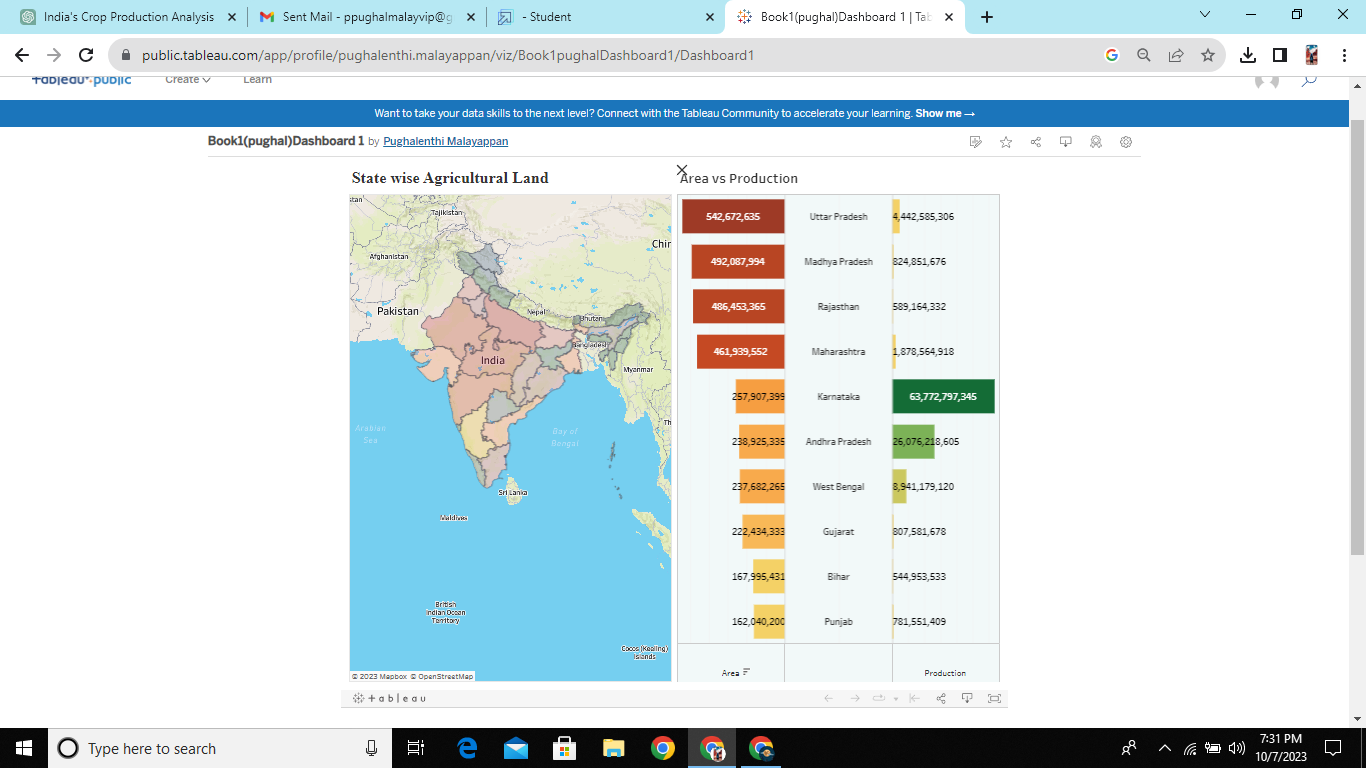 India's Crop Production Analysis
Sent Mail - ppughalmalayvip@g
- Student
Book1(pughal)Dashboard 1 | Tab
public.tableau.com/app/profile/pughalenthi.malayappan/viz/Book1pughalDashboard1/Dashboard1
tableau public
Create
Learn
Want to take your data skills to the next level? Connect with the Tableau Community to accelerate your learning. Show me →
Book1(pughal)Dashboard 1 by Pughalenthi Malayappan
State wise Agricultural Land
stan
Tajikistan
Chir
Afghanistan
Pakistan
Nepal
Bhutan
Bangladesh
India
Myanmar
Th
Arabian
Sea
Bay of
Bengal
Sri Lanka
Maldives
British
Indian Ocean
Territory
Cocos (Keeling)
Islands
© 2023 Mapbox © OpenStreetMap
Area vs Production
542,672,635 Uttar Pradesh 4,442,585,306
492,087,994 Madhya Pradesh 824,851,676
486,453,365 Rajasthan 589,164,332
461,939,552 Maharashtra 1,878,564,918
257,907,399 Karnataka 63,772,797,345
238,925,335 Andhra Pradesh 26,076,218,605
237,682,265 West Bengal 8,941,179,120
222,434,333 Gujarat 807,581,678
167,995,431 Bihar 544,953,533
162,040,200 Punjab 781,551,409
Area Production
+ a b l e a u
Type here to search
7:31 PM
10/7/2023